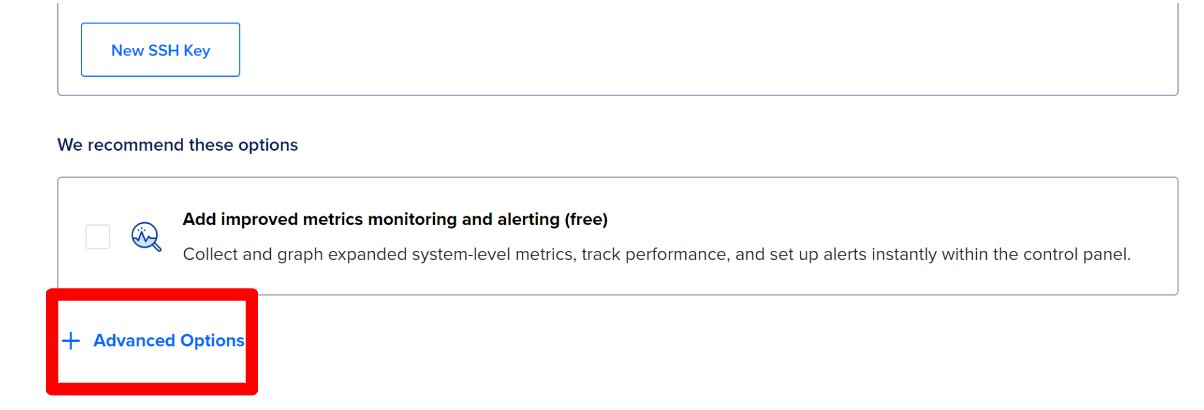 New SSH Key
We recommend these options
Add improved metrics monitoring and alerting (free)
Collect and graph expanded system-level metrics, track performance, and set up alerts instantly within the control panel.
+ Advanced Options